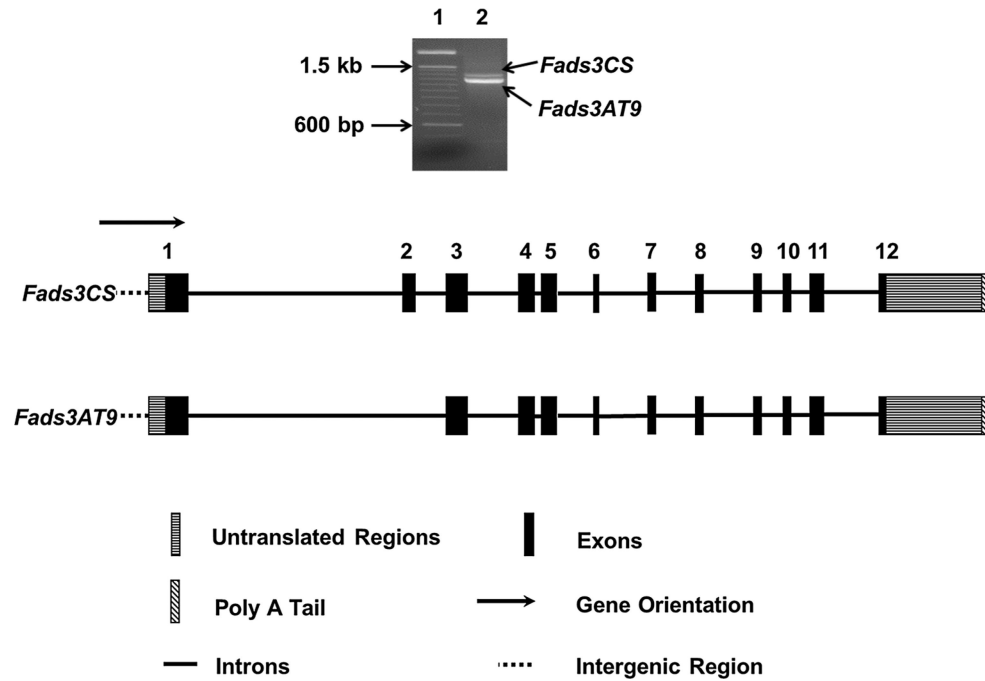 1 2
1.5 kb
Fads3CS
Fads3AT9
600 bp
1 2 3 4 5 6 7 8 9 10 11 12
Fads3CS
Fads3AT9
Untranslated Regions
Exons
Poly A Tail
Gene Orientation
Introns
Intergenic Region